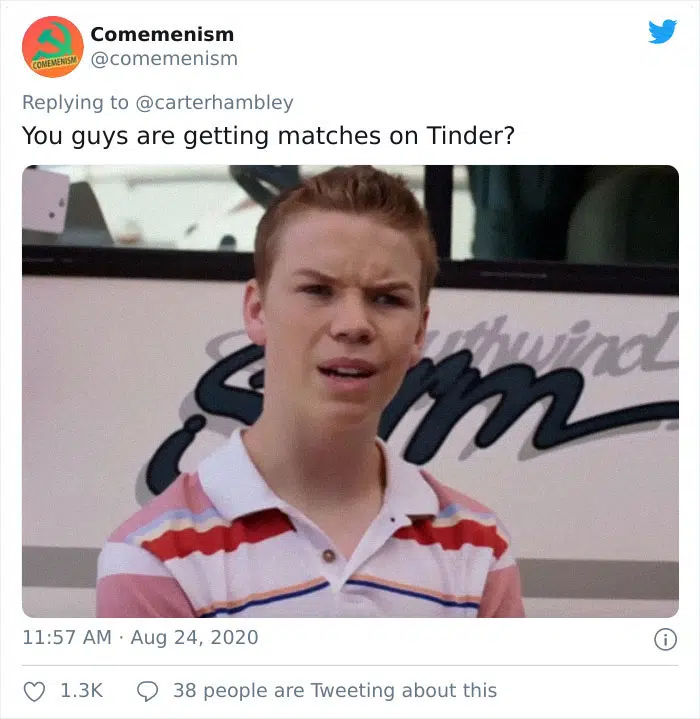 Comemenism
COMEMENISM
@comemenism
Replying to @carterhambley
You guys are getting matches on Tinder?
uthwind
11:57 AM · Aug 24, 2020
1.3K
38 people are Tweeting about this